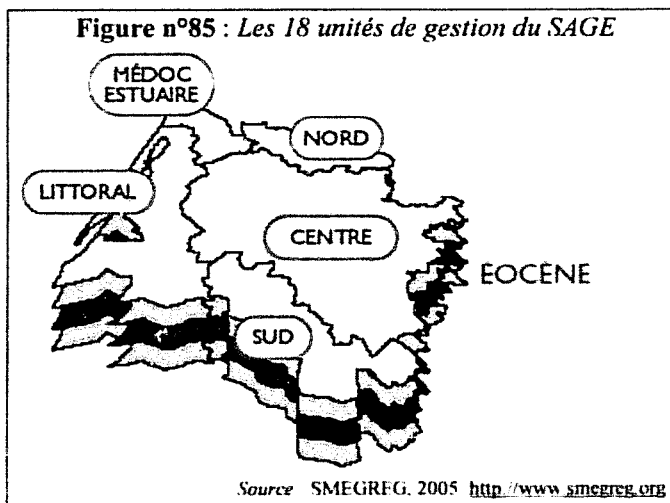 Figure n°85 : Les 18 unités de gestion du SAGE
MÉDOC
ESTUAIRE
NORD
LITTORAL
CENTRE
ÉOCÈNE
SUD
Source SMEGREG, 2005 http://www.smegreg.org